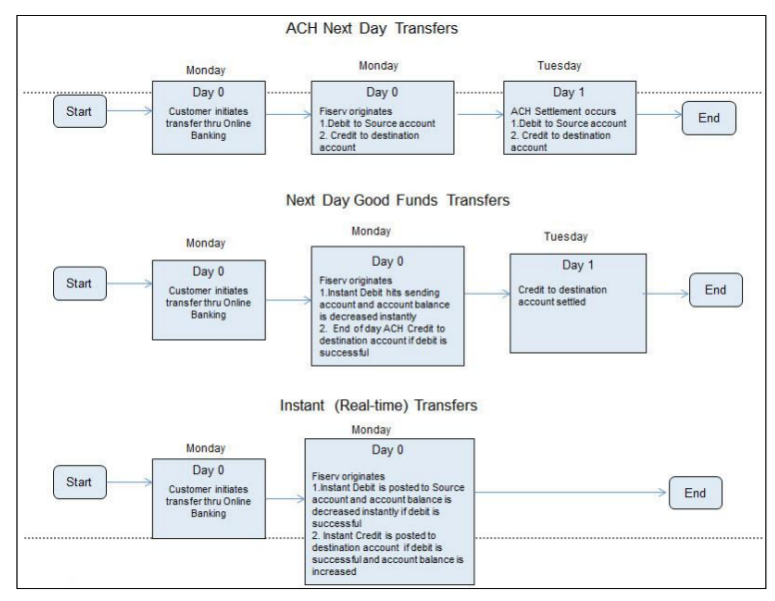 ACH Next Day Transfers
Monday
Monday
Tuesday
Start
Day 0
Customer initiates
transfer thru Online
Banking
Day 0
Fiserv originates
1.Debit to Source account
2. Credit to destination
account
Day 1
ACH Settlement occurs
1.Debit to Source account
2. Credit to destination
account
End
Next Day Good Funds Transfers
Monday
Monday
Tuesday
Start
Day 0
Customer initiates
transfer thru Online
Banking
Day 0
Fiserv originates
1.Instant Debit hits sending
account and account balance
is decreased instantly
2. End of day ACH Credit to
destination account if debit is
successful
Day 1
Credit to destination
account settled
End
Instant (Real-time) Transfers
Monday
Monday
Start
Day 0
Customer initiates
transfer thru Online
Banking
Day 0
Fiserv originates
1.Instant Debit is posted to Source
account and account balance is
decreased instantly if debit is
successful
2. Instant Credit is posted to
destination account if debit is
successful and account balance is
increased
End